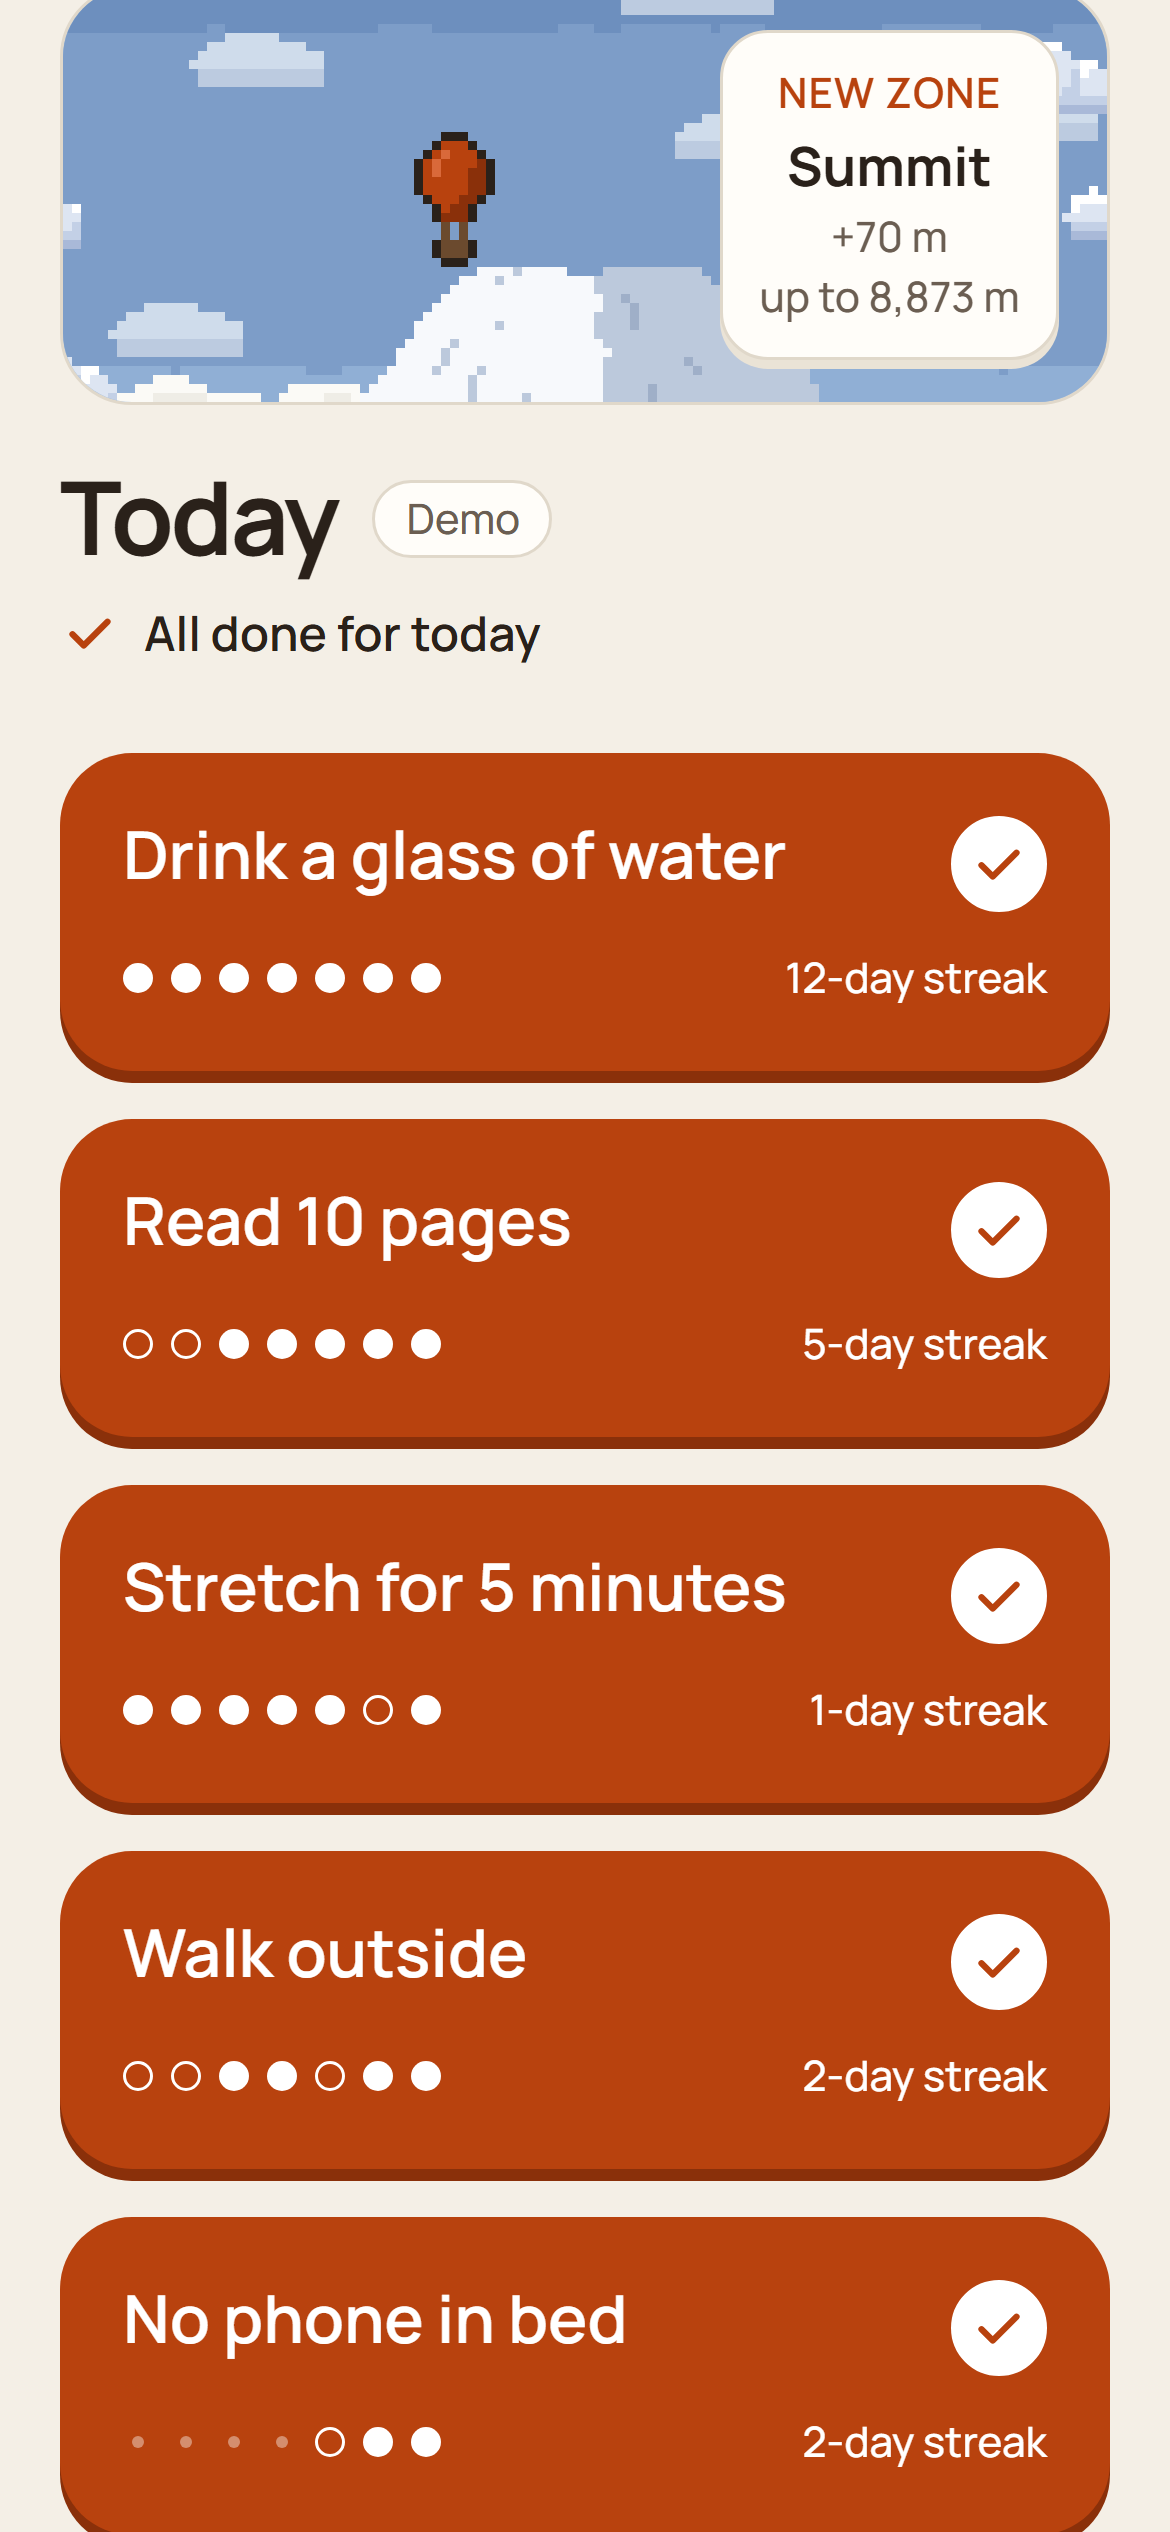 NEW ZONE
Summit
+70 m
up to 8,873 m
Today
Demo
All done for today
Drink a glass of water
12-day streak
Read 10 pages
5-day streak
Stretch for 5 minutes
1-day streak
Walk outside
2-day streak
No phone in bed
2-day streak